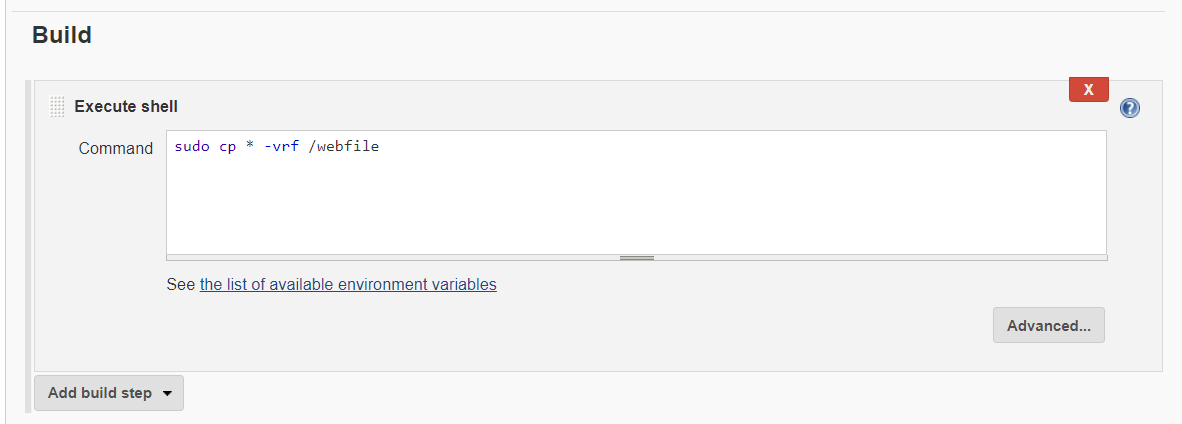 Build
X
Execute shell
?
Command
sudo cp * -vrf /webfile
See the list of available environment variables
Advanced...
Add build step